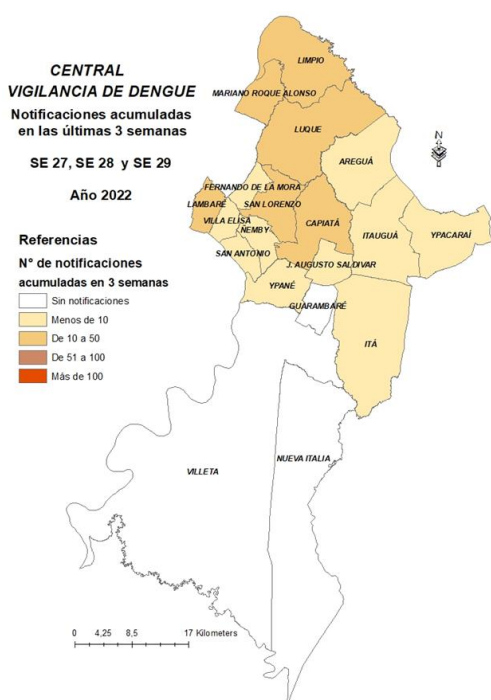 CENTRAL
VIGILANCIA DE DENGUE
Notificaciones acumuladas
en las últimas 3 semanas
SE 27, SE 28 y SE 29
Año 2022
Referencias
N° de notificaciones
acumuladas en 3 semanas
Sin notificaciones
Menos de 10
De 10 a 50
De 51 a 100
Más de 100
LIMPIO
MARIANO ROQUE ALONSO
LUQUE
N
AREGUÁ
FERNANDO DE LA MORA
LAMBARÉ
SAN LORENZO
VILLA ELISA
ÑEMBY
CAPIATÁ
ITAUGUÁ
YPACARAÍ
SAN ANTONIO
J. AUGUSTO SALDIVAR
YPANÉ
GUARAMBARÉ
ITÁ
VILLETA
NUEVA ITALIA
0 4,25 8,5 17 Kilometers